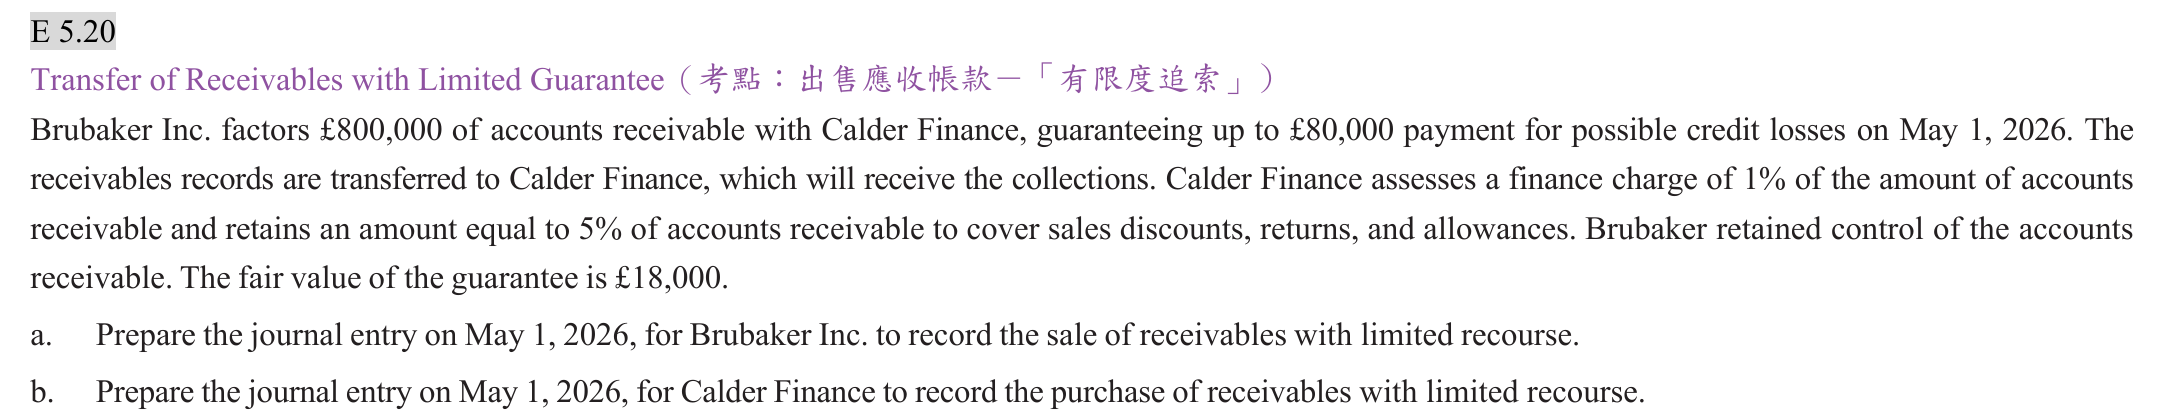 E 5.20
Transfer of Receivables with Limited Guarantee（考點：出售應收帳款－「有限度追索」）
Brubaker Inc. factors £800,000 of accounts receivable with Calder Finance, guaranteeing up to £80,000 payment for possible credit losses on May 1, 2026. The
receivables records are transferred to Calder Finance, which will receive the collections. Calder Finance assesses a finance charge of 1% of the amount of accounts
receivable and retains an amount equal to 5% of accounts receivable to cover sales discounts, returns, and allowances. Brubaker retained control of the accounts
receivable. The fair value of the guarantee is £18,000.
a. Prepare the journal entry on May 1, 2026, for Brubaker Inc. to record the sale of receivables with limited recourse.
b. Prepare the journal entry on May 1, 2026, for Calder Finance to record the purchase of receivables with limited recourse.